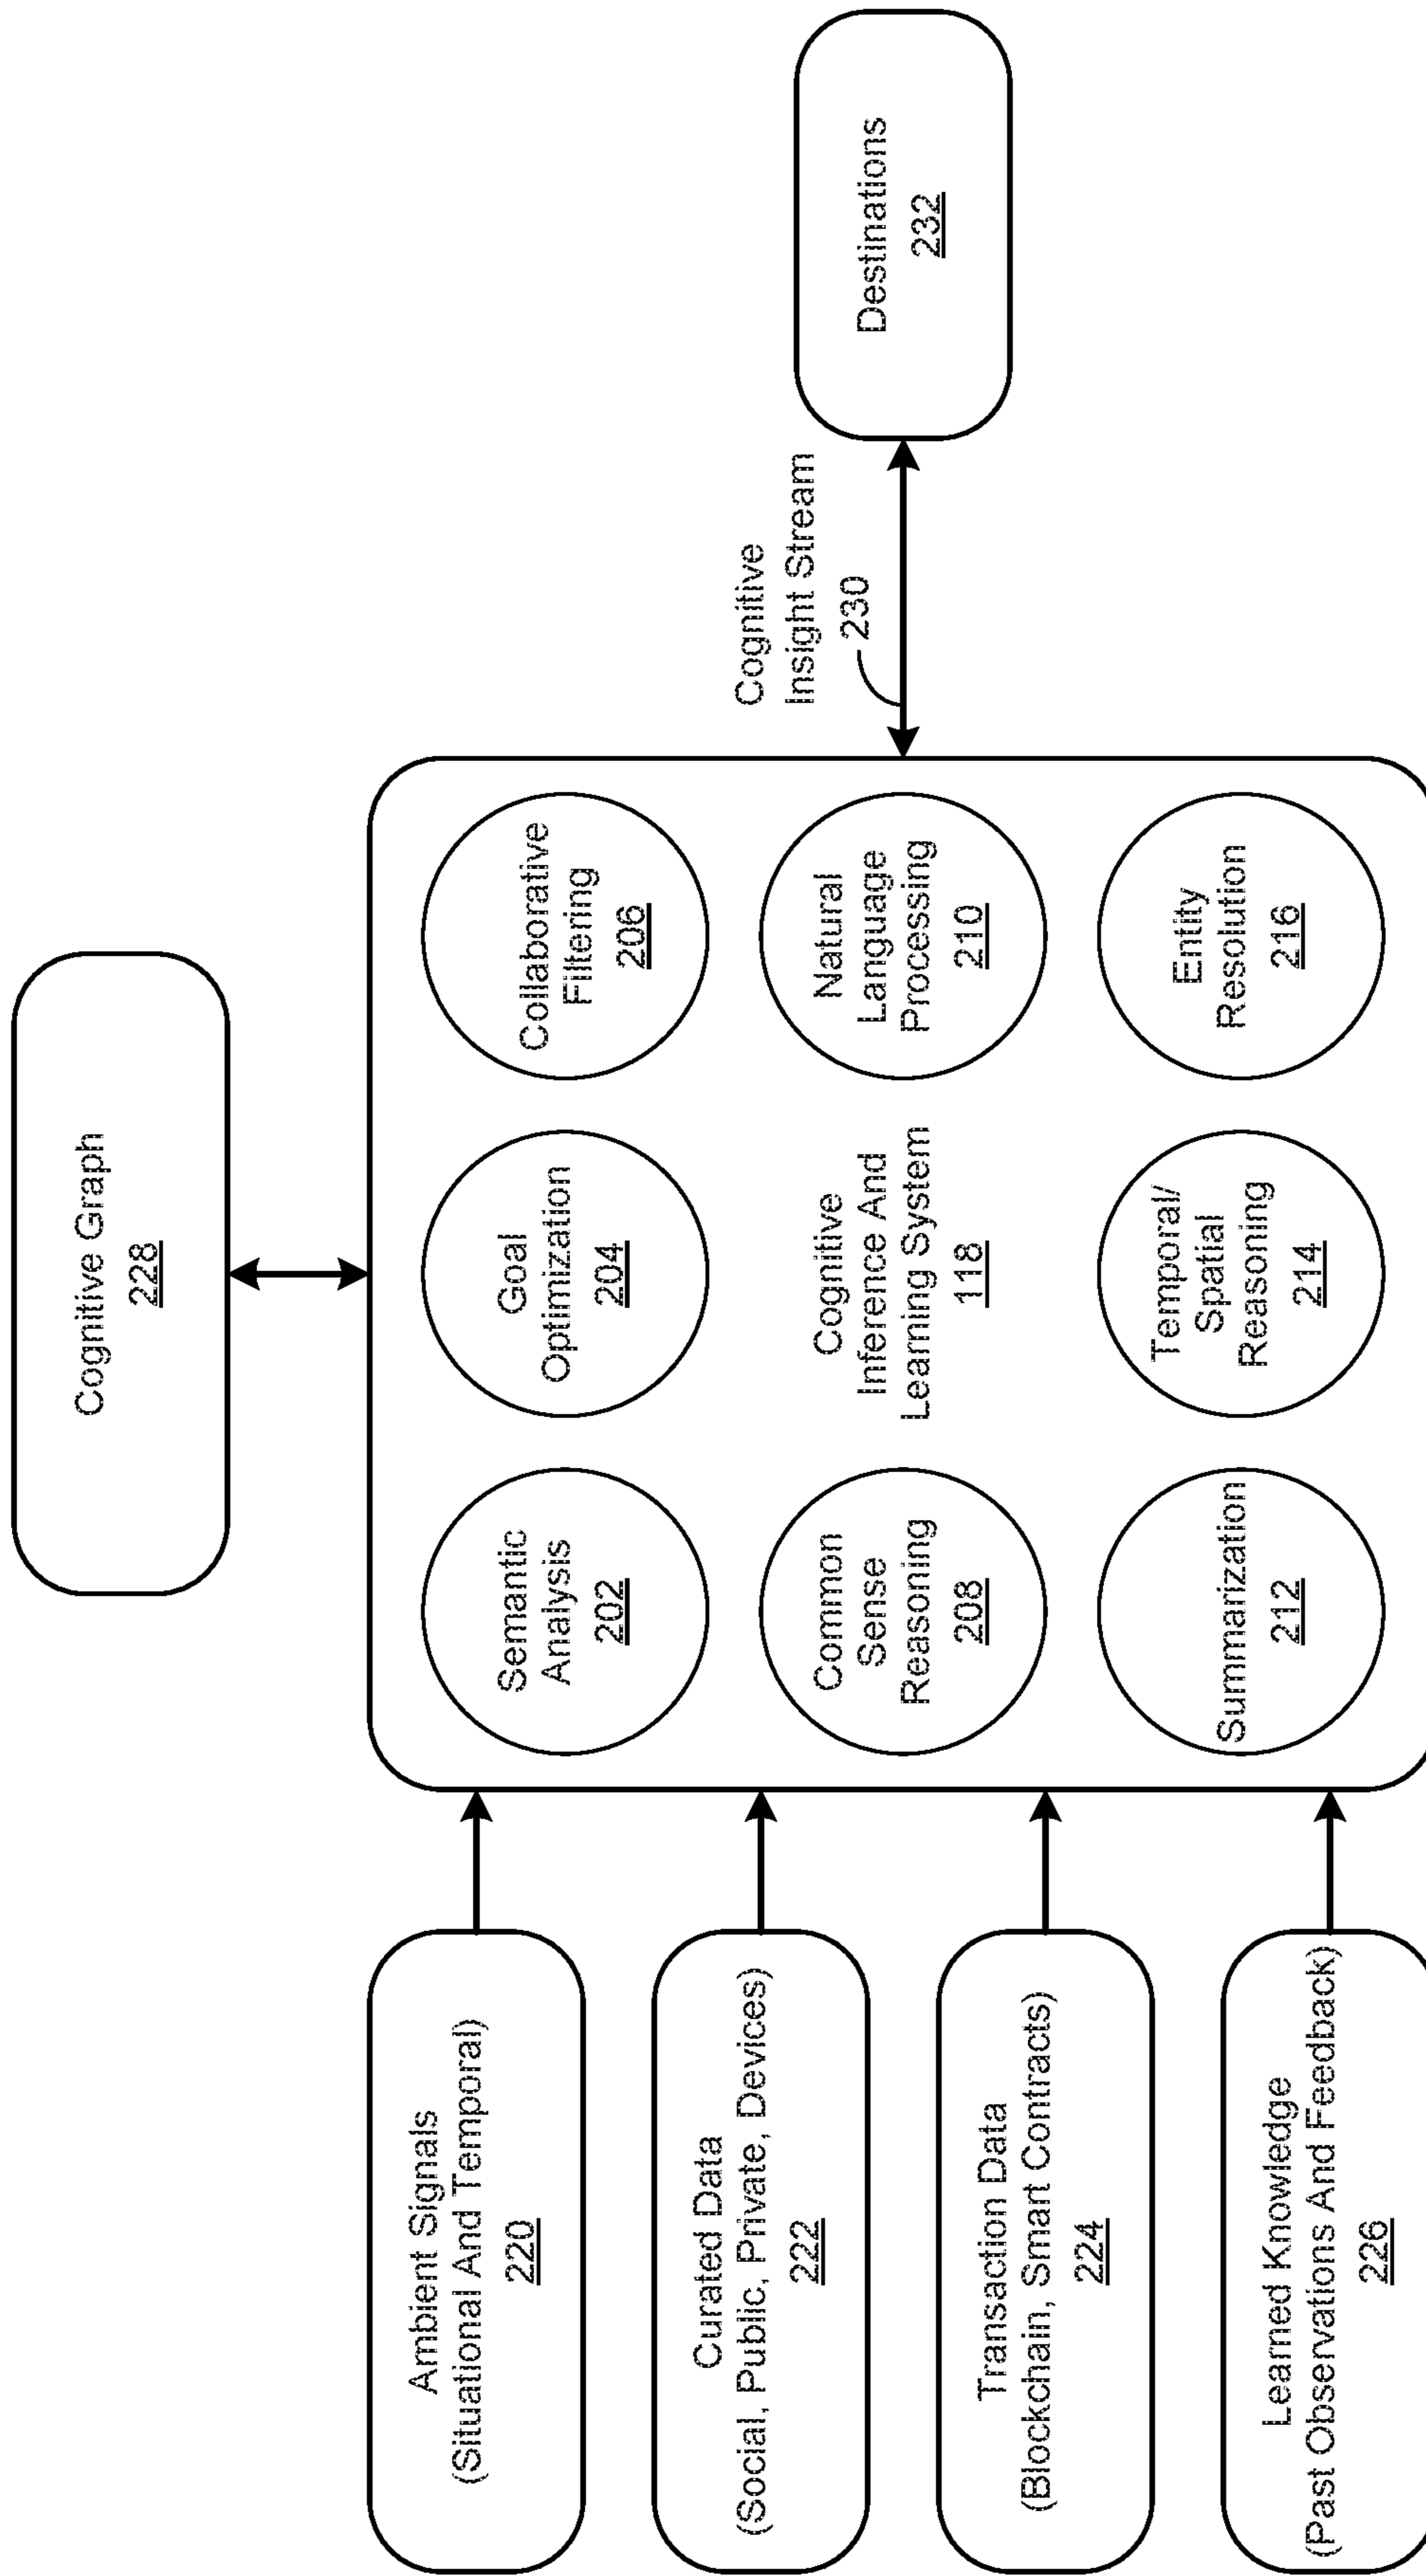 Cognitive Graph
228
Ambient Signals
(Situational And Temporal)
220
Curated Data
(Social, Public, Private, Devices)
222
Transaction Data
(Blockchain, Smart Contracts)
224
Learned Knowledge
(Past Observations And Feedback)
226
Semantic
Analysis
202
Goal
Optimization
204
Collaborative
Filtering
206
Common
Sense
Reasoning
208
Cognitive
Inference And
Learning System
118
Natural
Language
Processing
210
Summarization
212
Temporal/
Spatial
Reasoning
214
Entity
Resolution
216
Cognitive
Insight Stream
230
Destinations
232